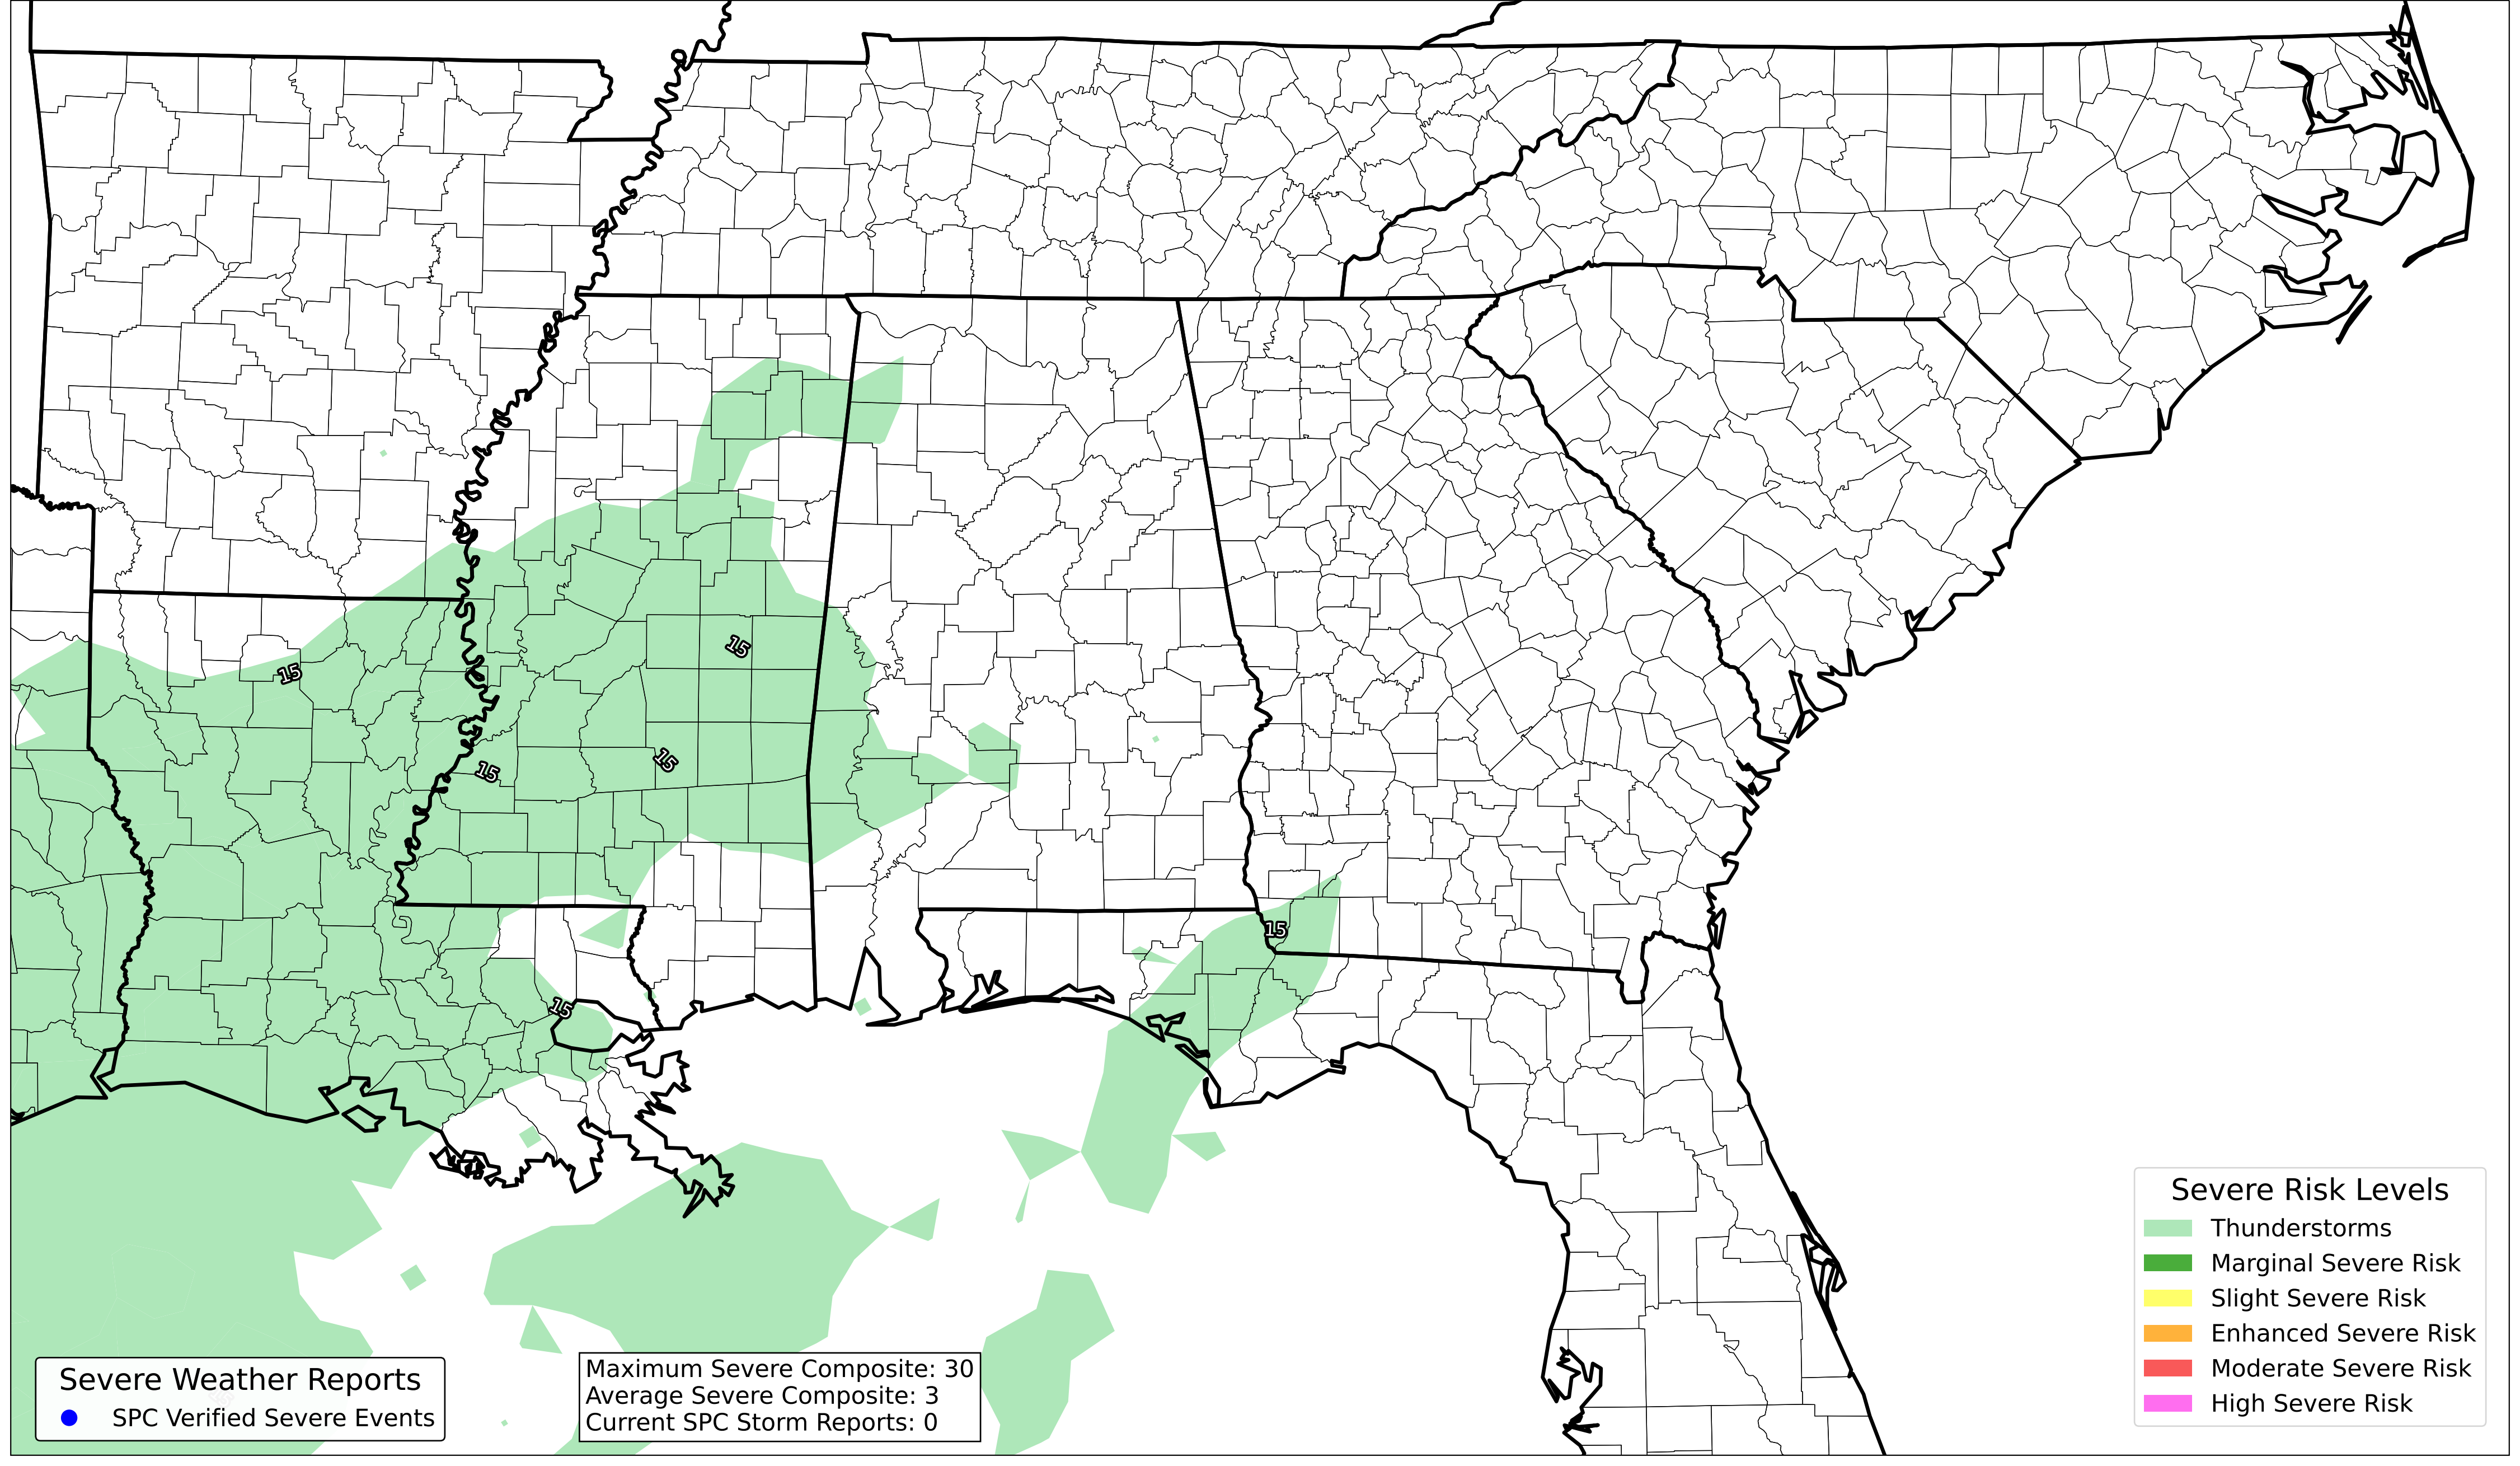 15
15
15
15
15
15
Severe Risk Levels
Thunderstorms
Marginal Severe Risk
Slight Severe Risk
Enhanced Severe Risk
Moderate Severe Risk
High Severe Risk
Severe Weather Reports
SPC Verified Severe Events
Maximum Severe Composite: 30
Average Severe Composite: 3
Current SPC Storm Reports: 0